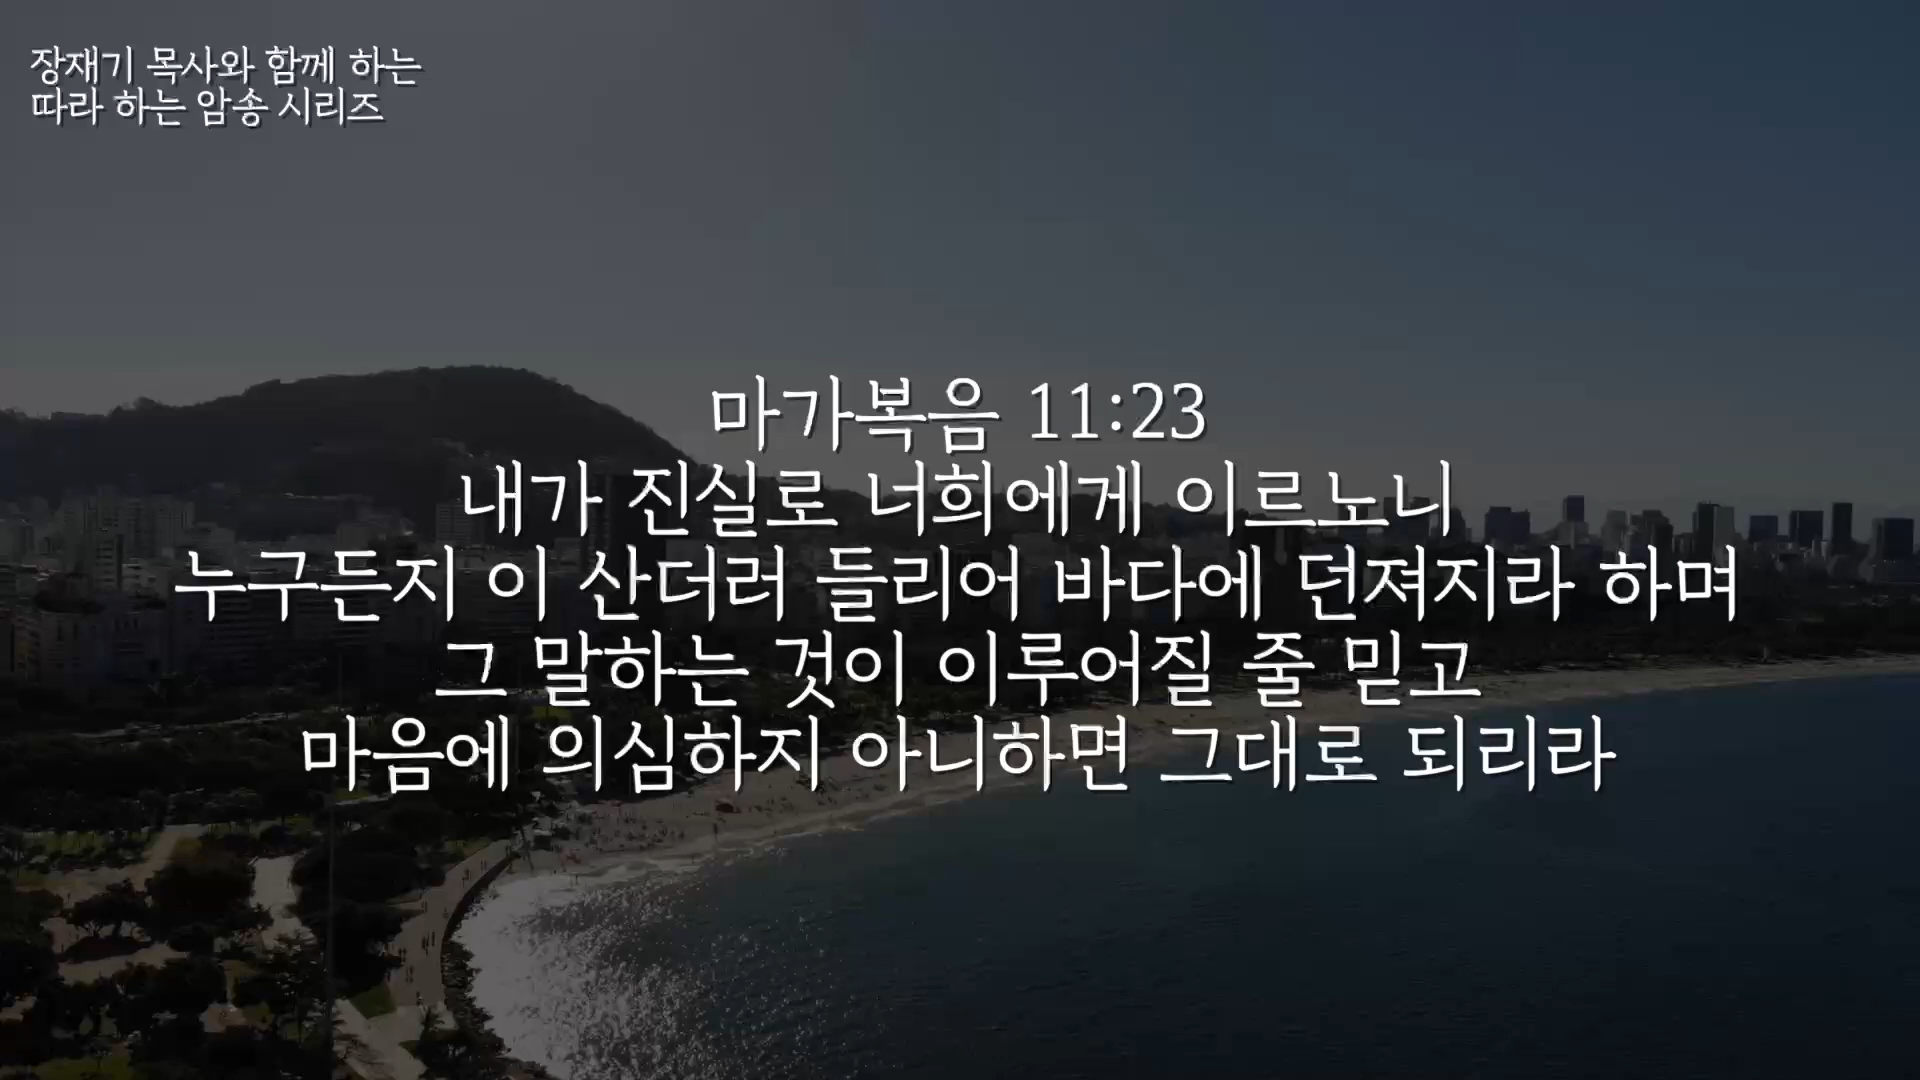 장재기 목사와 함께 하는
따라 하는 암송 시리즈
마가복음 11:23
내가 진실로 너희에게 이르노니
누구든지 이 산더러 들리어 바다에 던져지라 하며
그 말하는 것이 이루어질 줄 믿고
마음에 의심하지 아니하면 그대로 되리라